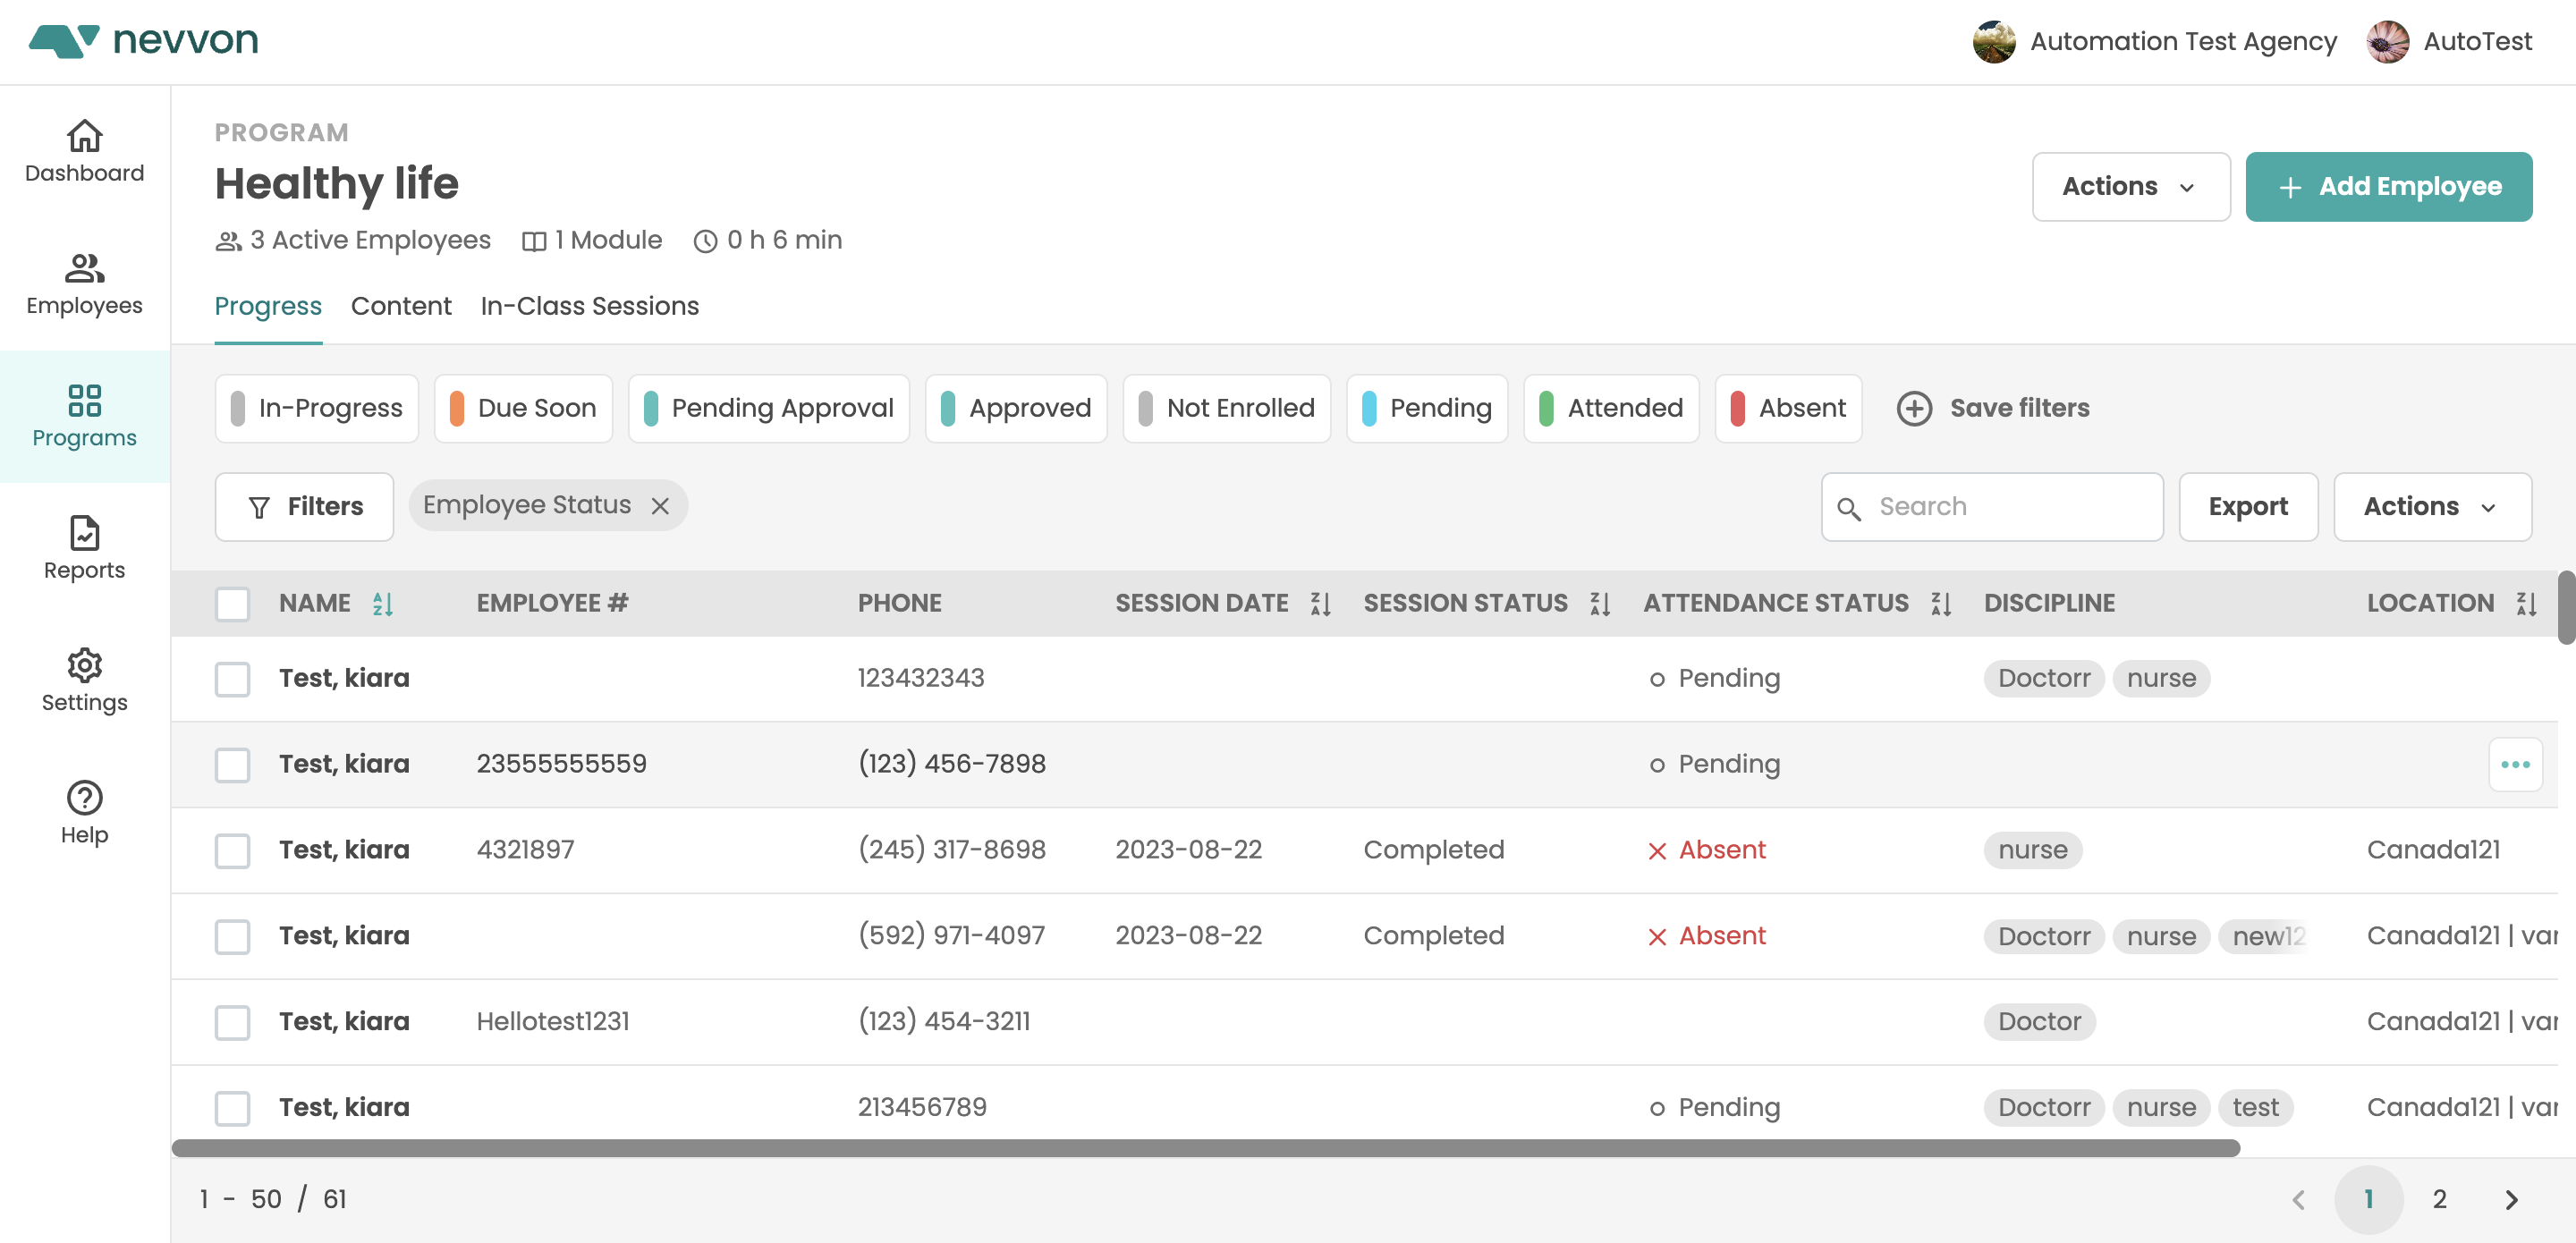 nevvon
Automation Test Agency AutoTest
Dashboard
Employees
Programs
Reports
Settings
Help
PROGRAM
Healthy life
3 Active Employees 1 Module 0 h 6 min
Actions + Add Employee
Progress Content In-Class Sessions
In-Progress Due Soon Pending Approval Approved Not Enrolled Pending Attended Absent Save filters
Filters Employee Status Search Export Actions
NAME EMPLOYEE # PHONE SESSION DATE SESSION STATUS ATTENDANCE STATUS DISCIPLINE LOCATION
Test, kiara 123432343 Pending Doctorr nurse
Test, kiara 23555555559 (123) 456-7898 Pending
Test, kiara 4321897 (245) 317-8698 2023-08-22 Completed Absent nurse Canada121
Test, kiara (592) 971-4097 2023-08-22 Completed Absent Doctorr nurse new12 Canada121 | var
Test, kiara Hellotest1231 (123) 454-3211 Doctor Canada121 | var
Test, kiara 213456789 Pending Doctorr nurse test Canada121 | var
1 - 50 / 61 1 2